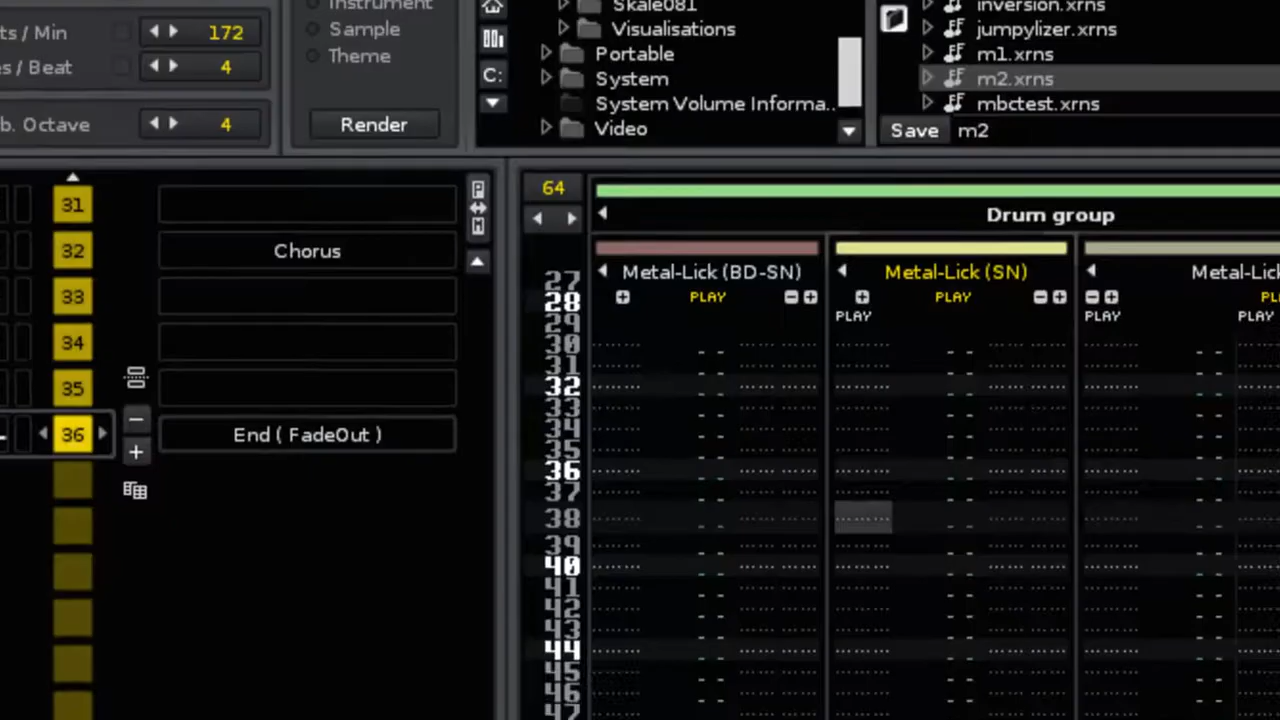 Instrument
Sample
Theme
Render
ts / Min
172
es / Beat
4
b. Octave
4
C:
Skale081
Visualisations
Portable
System
System Volume Informa..
Video
inversion.xrns
jumpylizer.xrns
m1.xrns
m2.xrns
mbctest.xrns
Save m2
31
32 Chorus
33
34
35
36 End ( FadeOut )
64
Drum group
Metal-Lick (BD-SN)
Metal-Lick (SN)
Metal-Lick
PLAY
PLAY
PL
PLAY
PLAY
PLAY
27
28
29
30
31
32
33
34
35
36
37
38
39
40
41
42
43
44
45
46
47